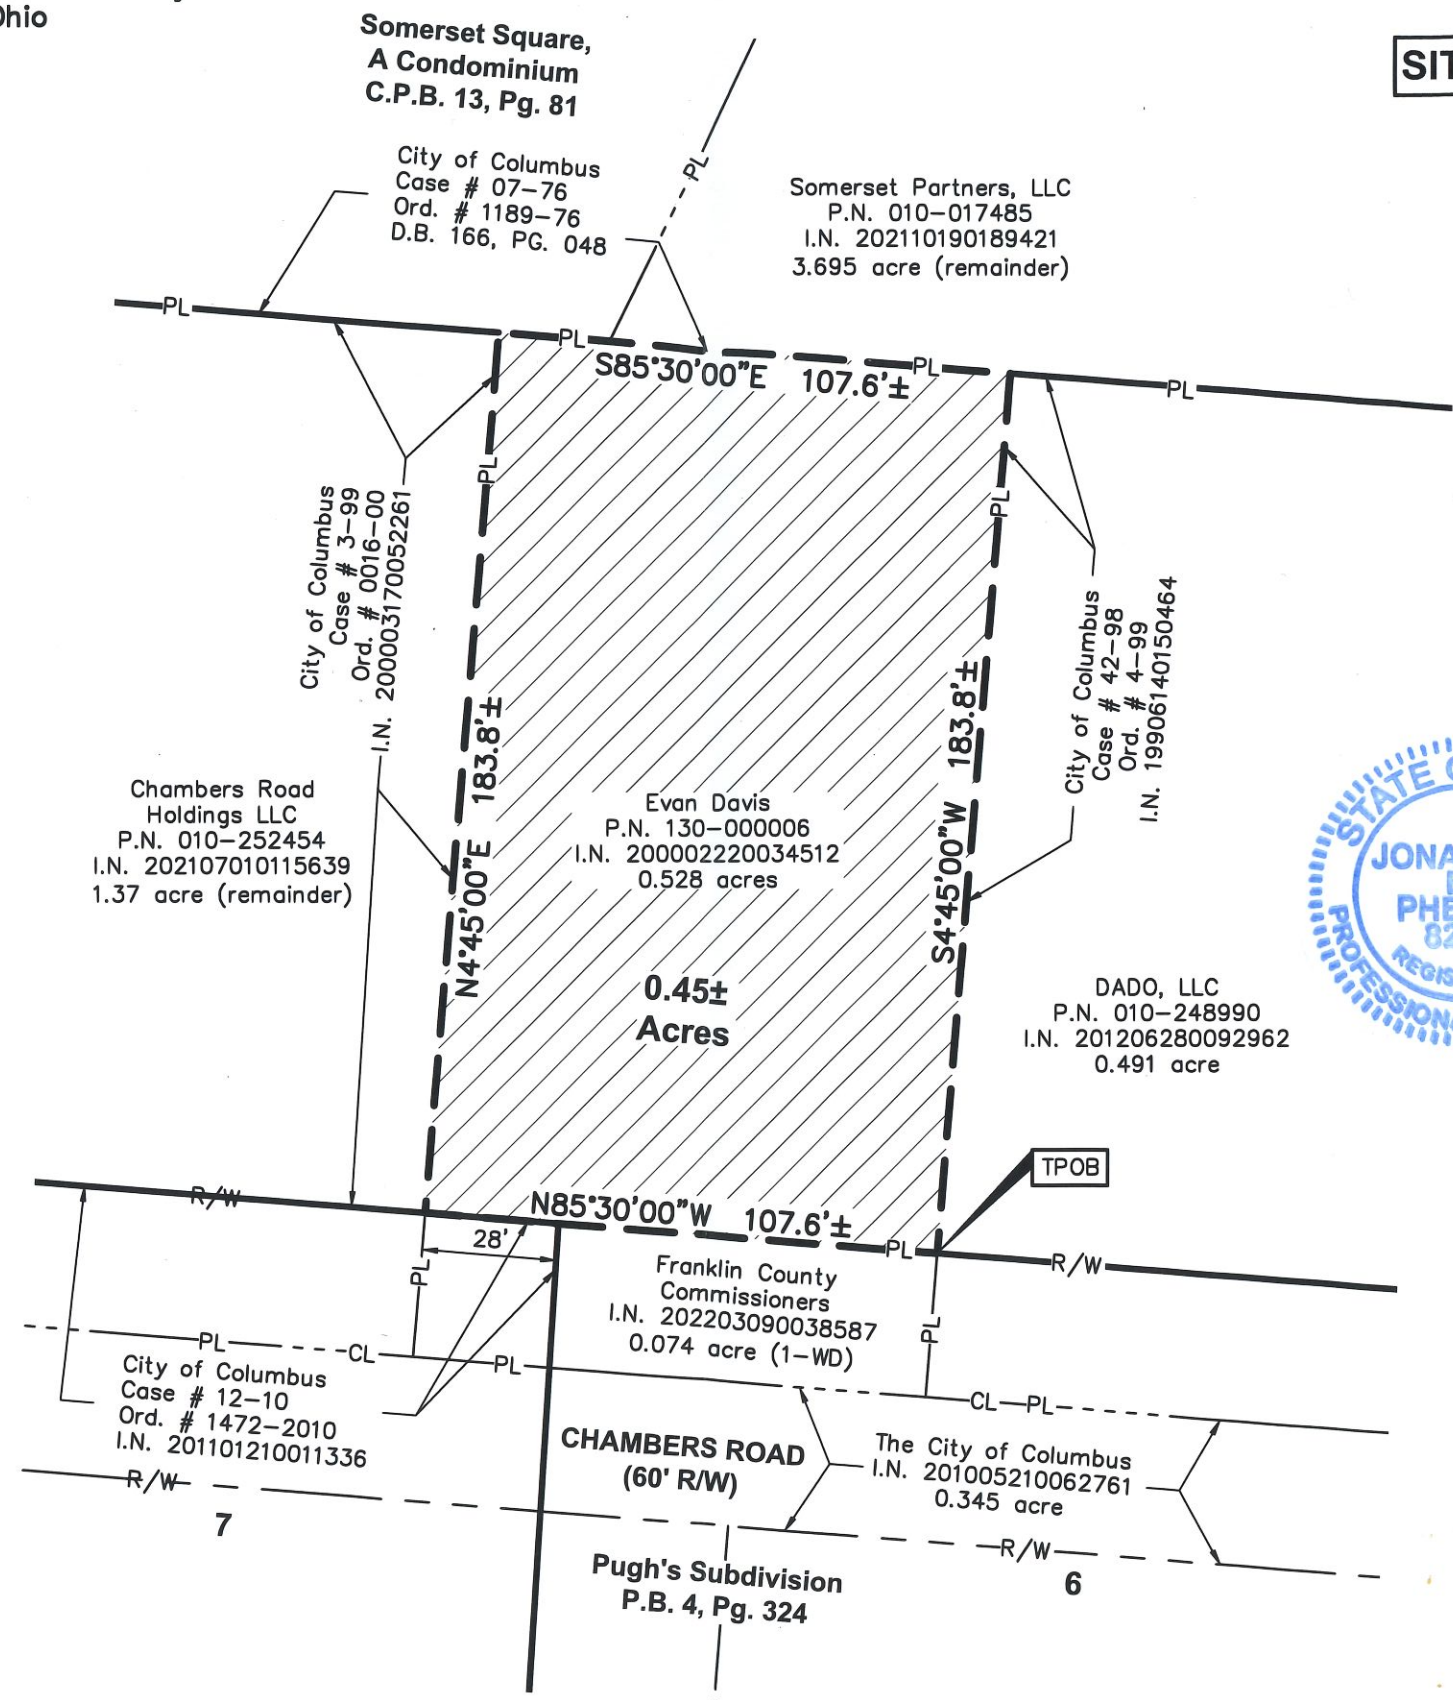 Ohio
Somerset Square,
A Condominium
C.P.B. 13, Pg. 81
SIT
City of Columbus
Case # 07-76
Ord. # 1189-76
D.B. 166, PG. 048
PL
Somerset Partners, LLC
P.N. 010-017485
I.N. 202110190189421
3.695 acre (remainder)
PL
PL
PL
PL
S85°30'00"E 107.6'±
PL
PL
City of Columbus
Case # 3-99
Ord. # 0016-00
I.N. 200003170052261
City of Columbus
Case # 42-98
Ord. # 4-99
I.N. 199906140150464
N4°45'00"E 183.8'±
S4°45'00"W 183.8'±
Chambers Road
Holdings LLC
P.N. 010-252454
I.N. 202107010115639
1.37 acre (remainder)
Evan Davis
P.N. 130-000006
I.N. 200002220034512
0.528 acres
0.45±
Acres
STATE
JONA
PHE
82
REGIS
PROFESSION
DADO, LLC
P.N. 010-248990
I.N. 201206280092962
0.491 acre
TPOB
R/W
N85°30'00"W 107.6'±
PL
R/W
28'
PL
PL
Franklin County
Commissioners
I.N. 202203090038587
0.074 acre (1-WD)
PL
CL
PL
CL
PL
City of Columbus
Case # 12-10
Ord. # 1472-2010
I.N. 201101210011336
CHAMBERS ROAD
(60' R/W)
The City of Columbus
I.N. 201005210062761
0.345 acre
R/W
R/W
7
6
Pugh's Subdivision
P.B. 4, Pg. 324